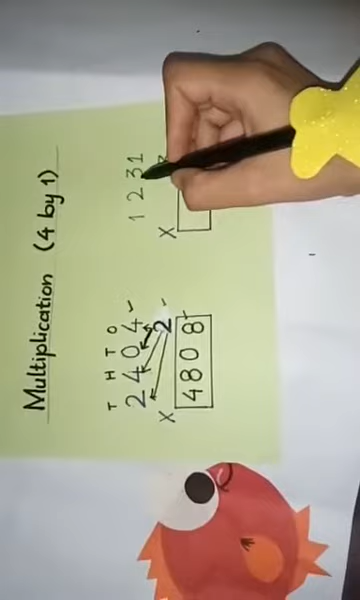 Multiplication (4 by 1)
T H T O
2 4 0 4
× 2
4 8 0 8
1 2 3 1
×